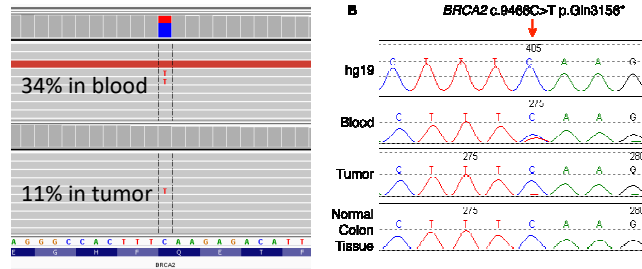 T
T
34% in blood
T
11% in tumor
A G G G C C A C T T T C A A G A G A C A T T
E G H F Q E T F
BRCA2
B
BRCA2 c.9466C>T p.Gln3156*
405
hg19
C T T T C A A G
275
Blood
C T T T C A A G
275 280
Tumor
C T T T C A A G
275 280
Normal
Colon
Tissue
C T T T C A A G